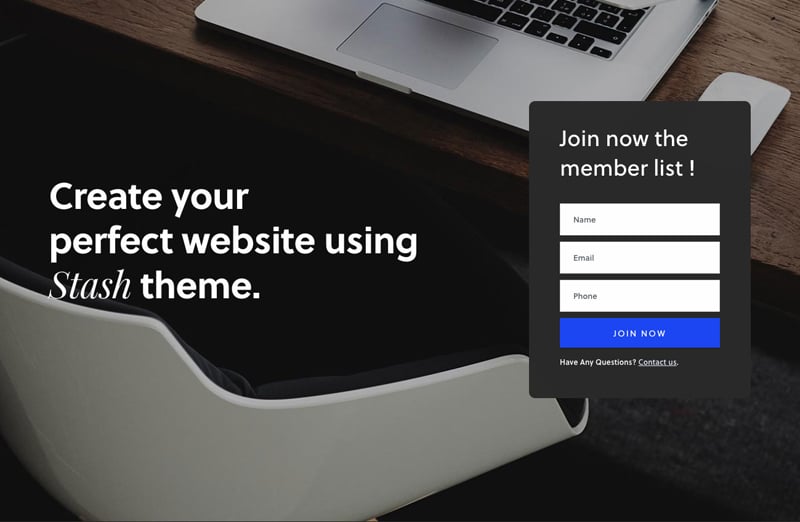 Create your
perfect website using
Stash theme.
Join now the
member list !
Name
Email
Phone
JOIN NOW
Have Any Questions? Contact us.